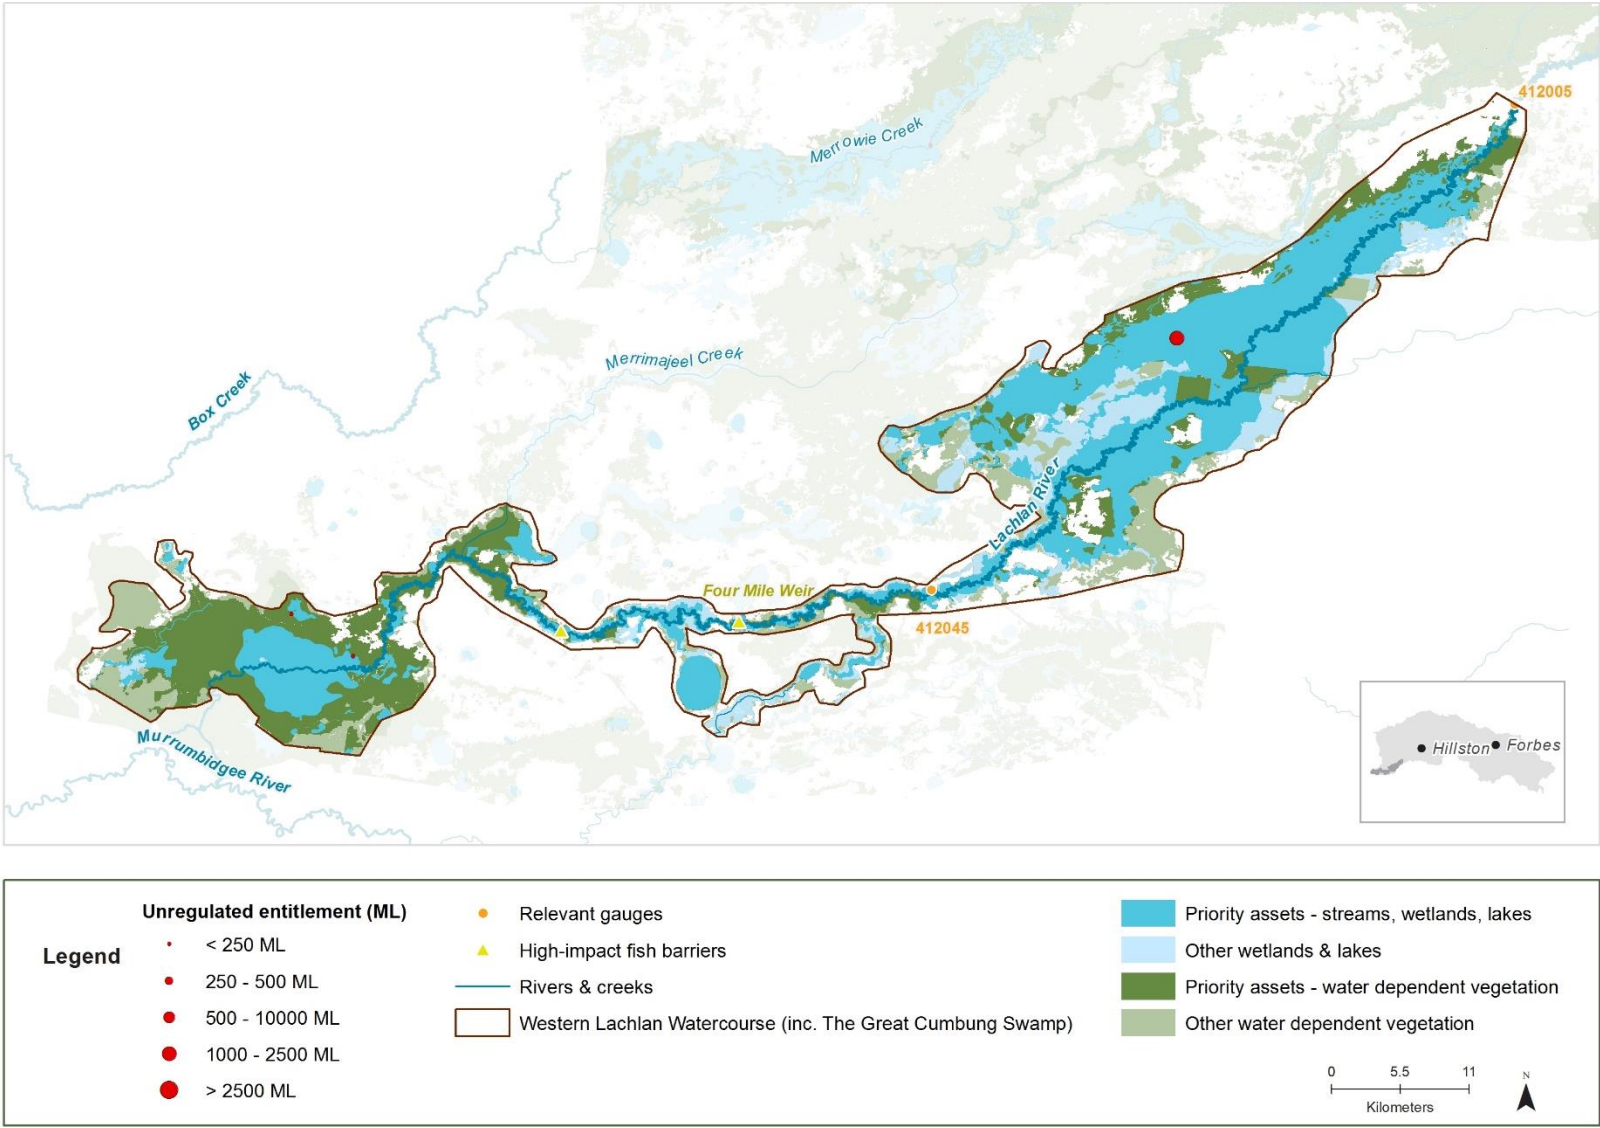 412005
Merrowie Creek
Merrimajeel Creek
Box Creek
Lachlan River
Four Mile Weir
412045
Murrumbidgee River
Hillston
Forbes
Legend
Unregulated entitlement (ML)
< 250 ML
250 - 500 ML
500 - 10000 ML
1000 - 2500 ML
> 2500 ML
Relevant gauges
High-impact fish barriers
Rivers & creeks
Western Lachlan Watercourse (inc. The Great Cumbung Swamp)
Priority assets - streams, wetlands, lakes
Other wetlands & lakes
Priority assets - water dependent vegetation
Other water dependent vegetation
0 5.5 11
Kilometers
N